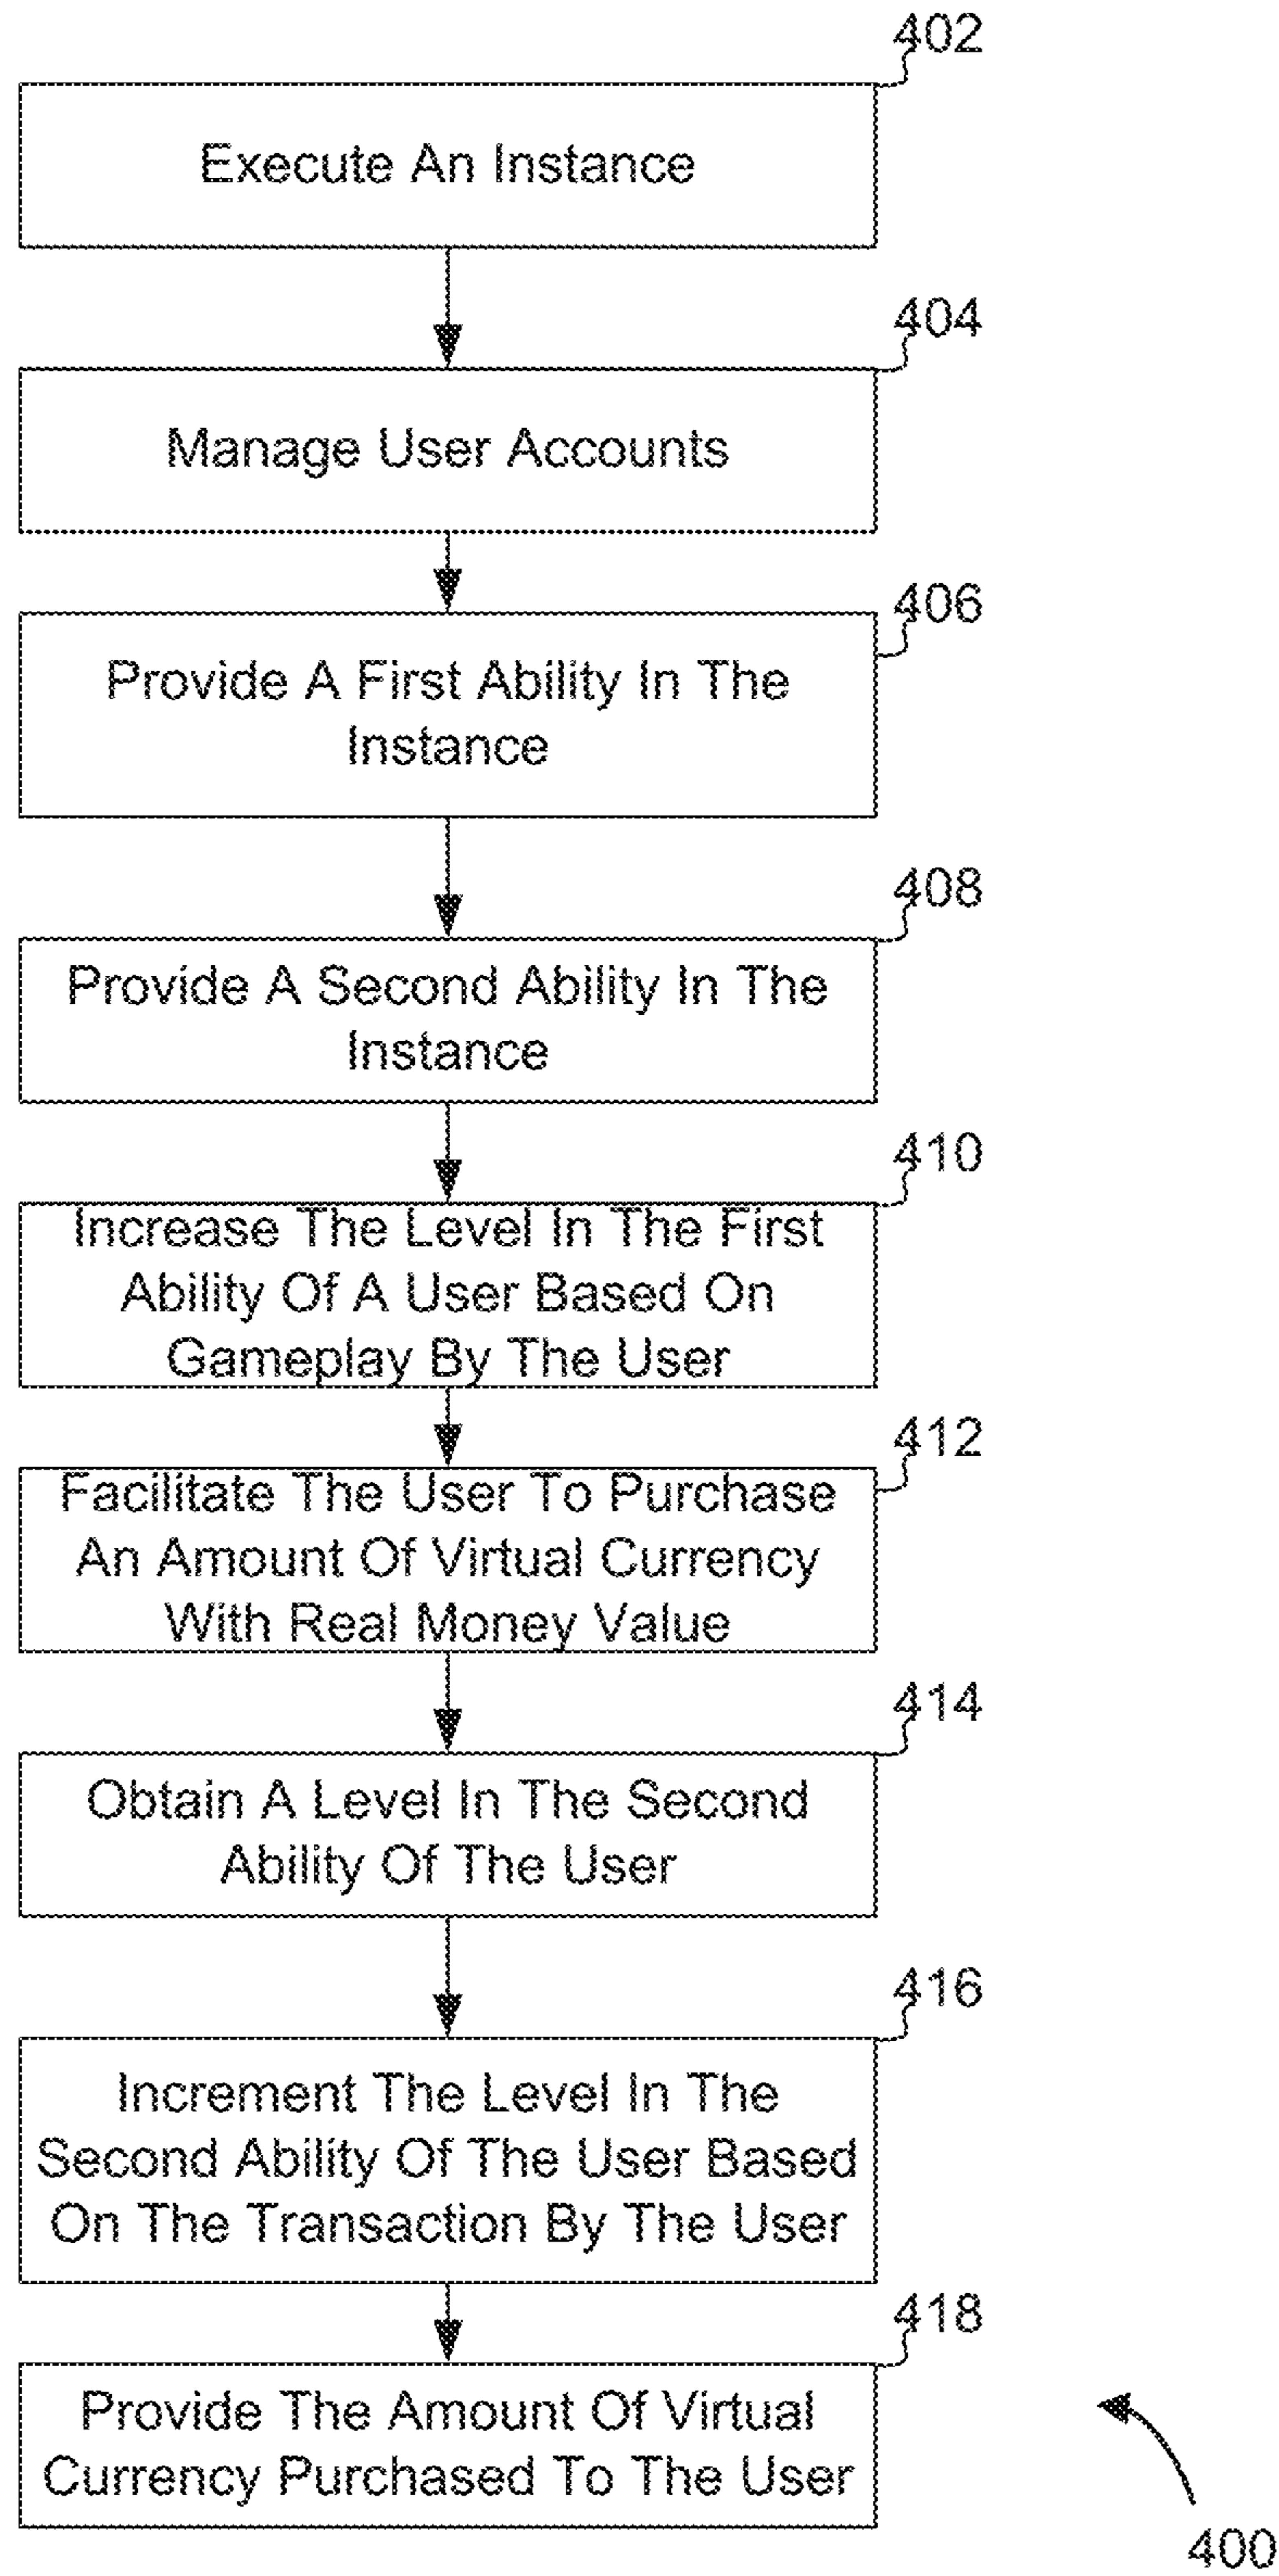 402
Execute An Instance
404
Manage User Accounts
406
Provide A First Ability In The
Instance
408
Provide A Second Ability In The
Instance
410
Increase The Level In The First
Ability Of A User Based On
Gameplay By The User
412
Facilitate The User To Purchase
An Amount Of Virtual Currency
With Real Money Value
414
Obtain A Level In The Second
Ability Of The User
416
Increment The Level In The
Second Ability Of The User Based
On The Transaction By The User
418
Provide The Amount Of Virtual
Currency Purchased To The User
400